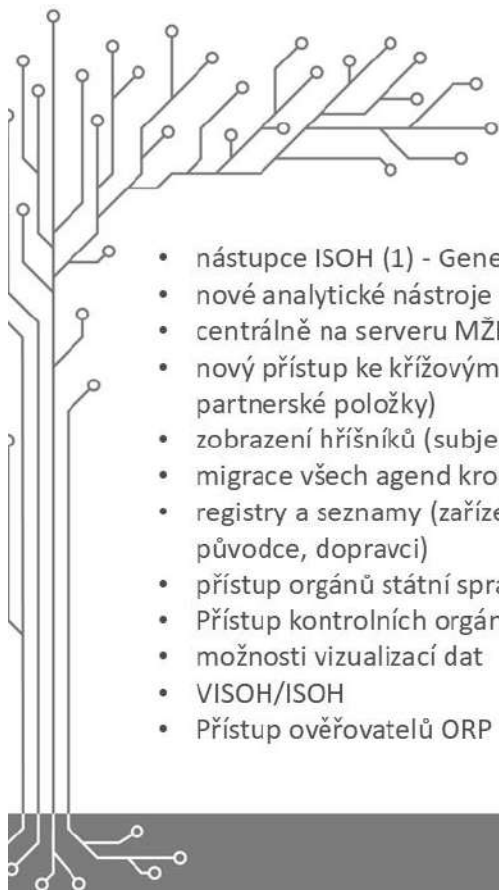 • nástupce ISOH (1) - Gene
• nové analytické nástroje
• centrálně na serveru MŽ
• nový přístup ke křížovým
partnerské položky)
• zobrazení hříšníků (subje
• migrace všech agend kro
• registry a seznamy (zaříze
původce, dopravci)
• přístup orgánů státní sprá
• Přístup kontrolních orgán
• možnosti vizualizací dat
• VISOH/ISOH
• Přístup ověřovatelů ORP